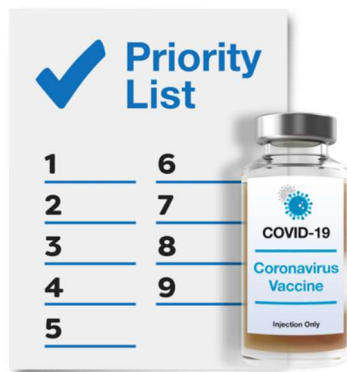 Priority
List
1
2
3
4
5
6
7
8
9
COVID-19
Coronavirus
Vaccine
Injection Only